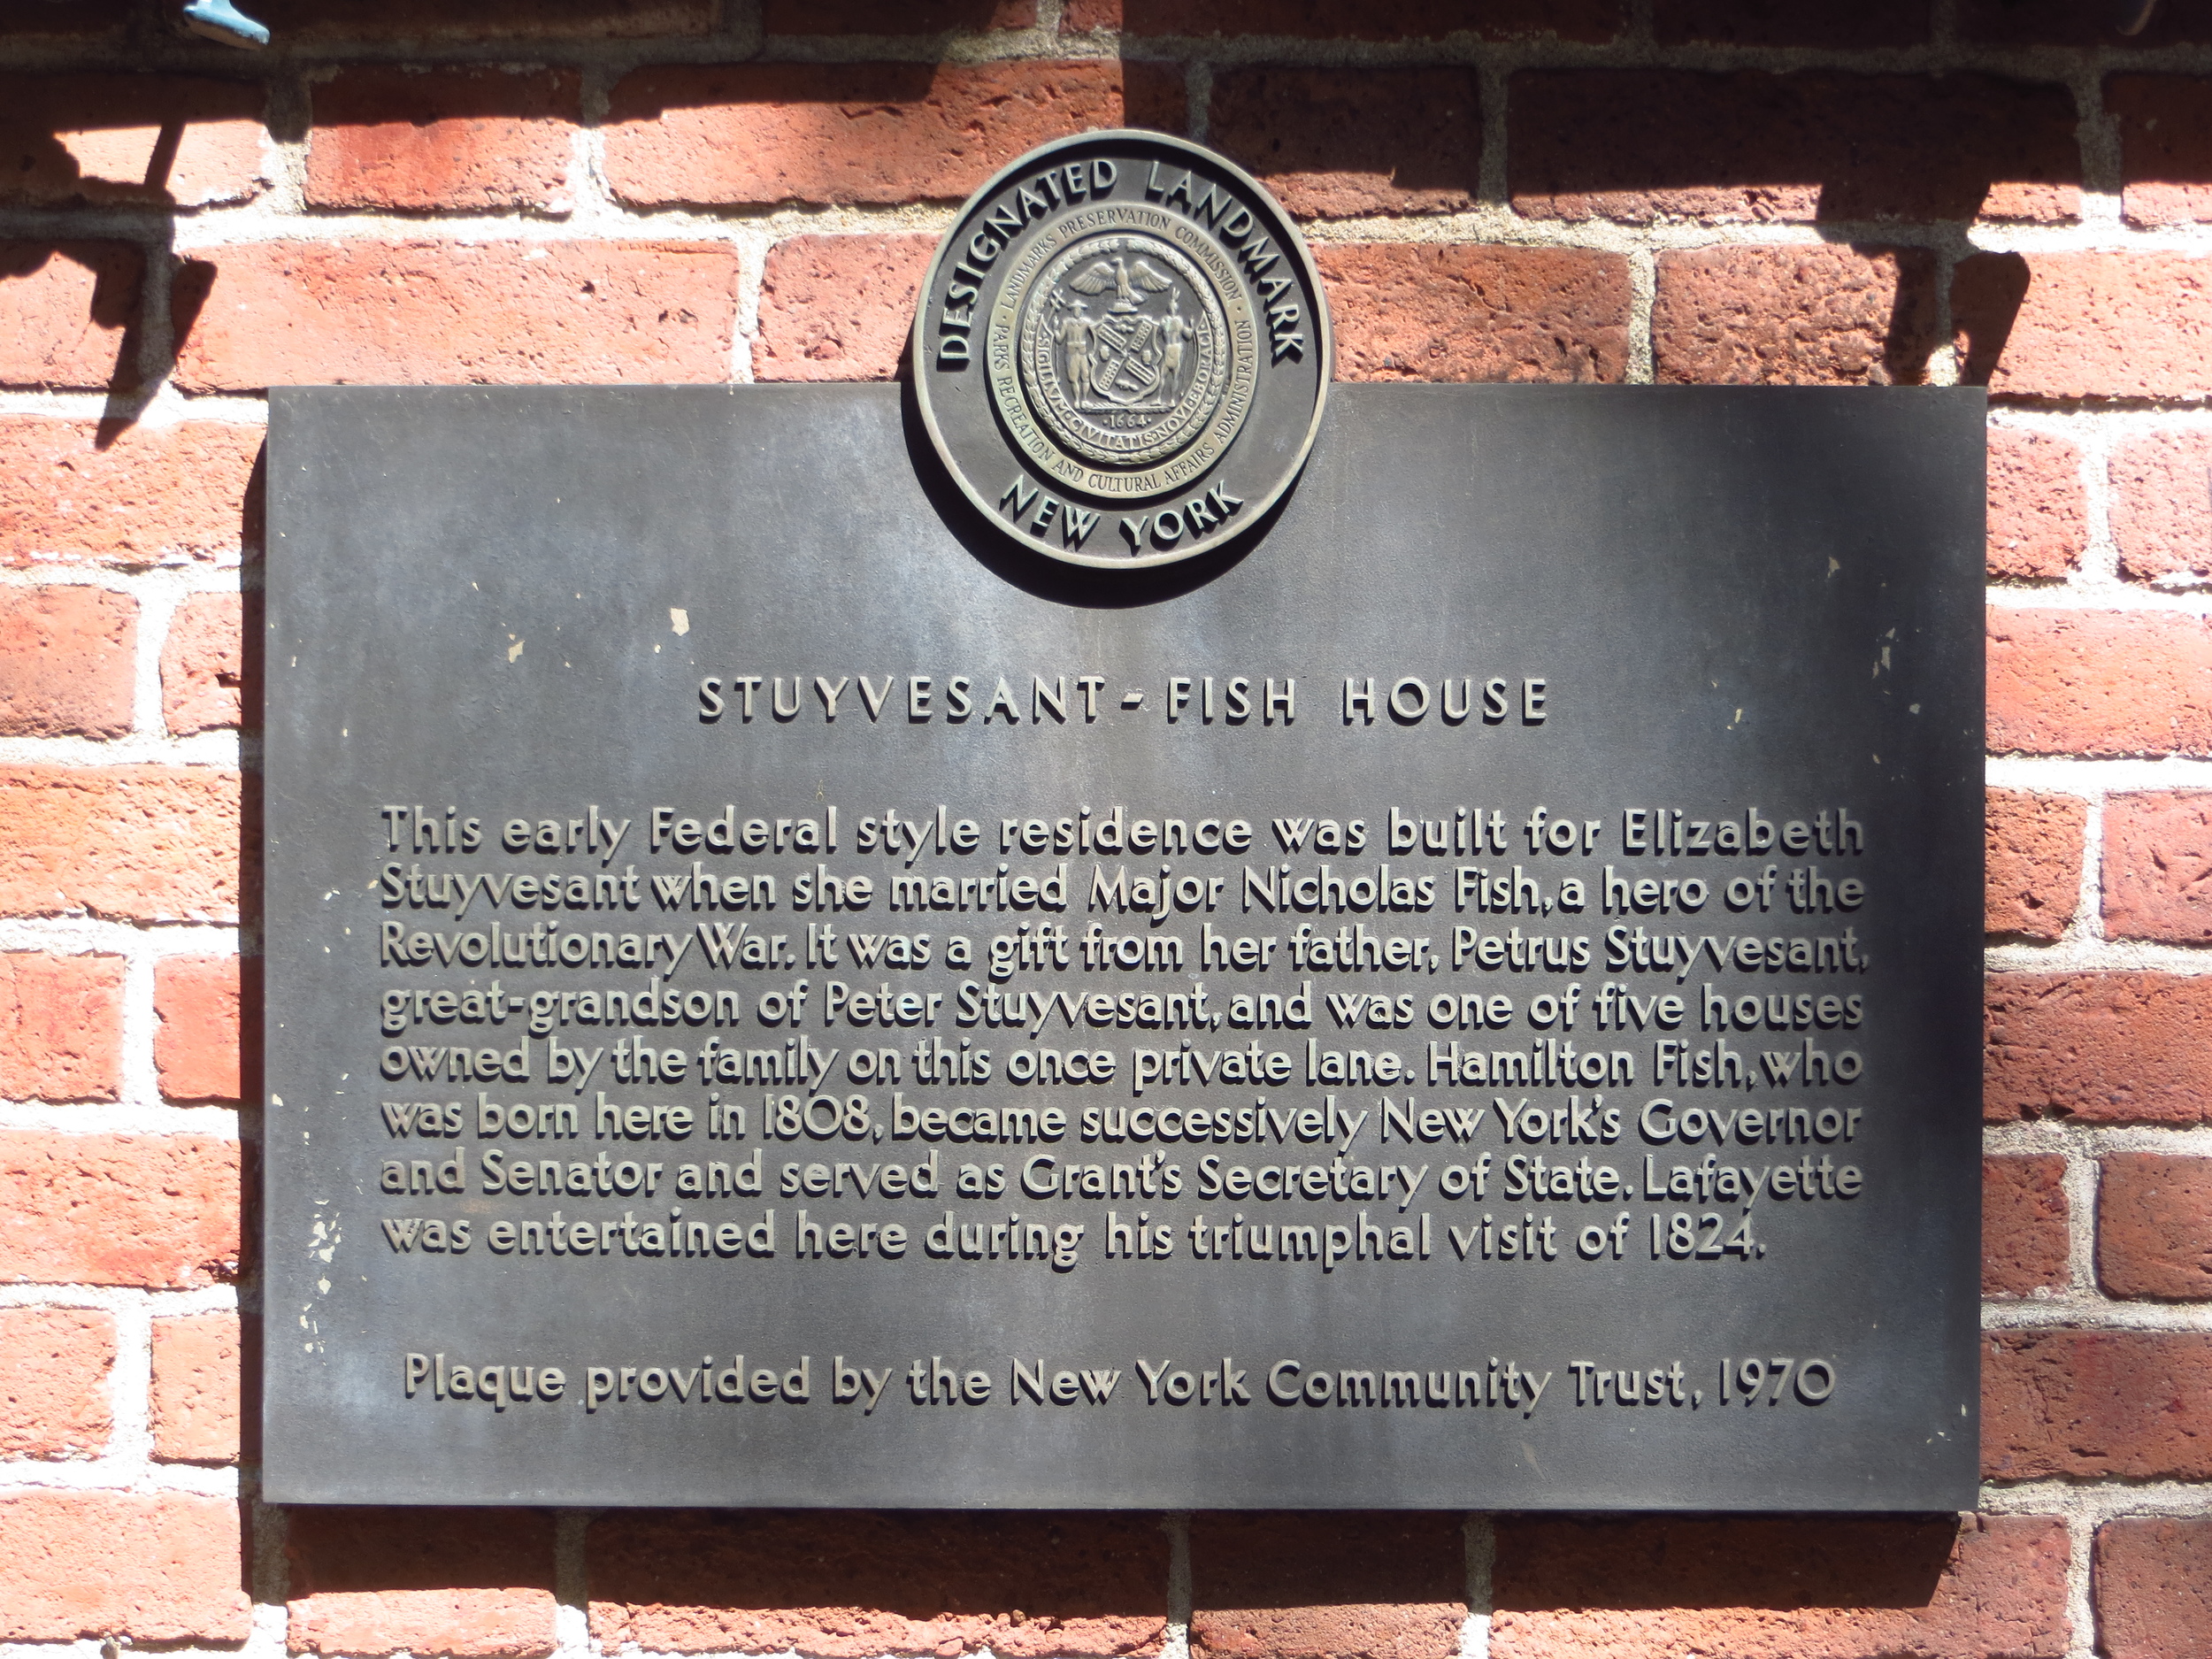 DESIGNATED LANDMARK
LANDMARKS PRESERVATION COMMISSION
PARKS RECREATION AND CULTURAL AFFAIRS ADMINISTRATION
SIGILLVM CIVITATIS NOVI EBORACI
·1664·
NEW YORK
STUYVESANT-FISH HOUSE
This early Federal style residence was built for Elizabeth
Stuyvesant when she married Major Nicholas Fish, a hero of the
Revolutionary War. It was a gift from her father, Petrus Stuyvesant,
great-grandson of Peter Stuyvesant, and was one of five houses
owned by the family on this once private lane. Hamilton Fish, who
was born here in 1808, became successively New York's Governor
and Senator and served as Grant's Secretary of State. Lafayette
was entertained here during his triumphal visit of 1824.
Plaque provided by the New York Community Trust, 1970